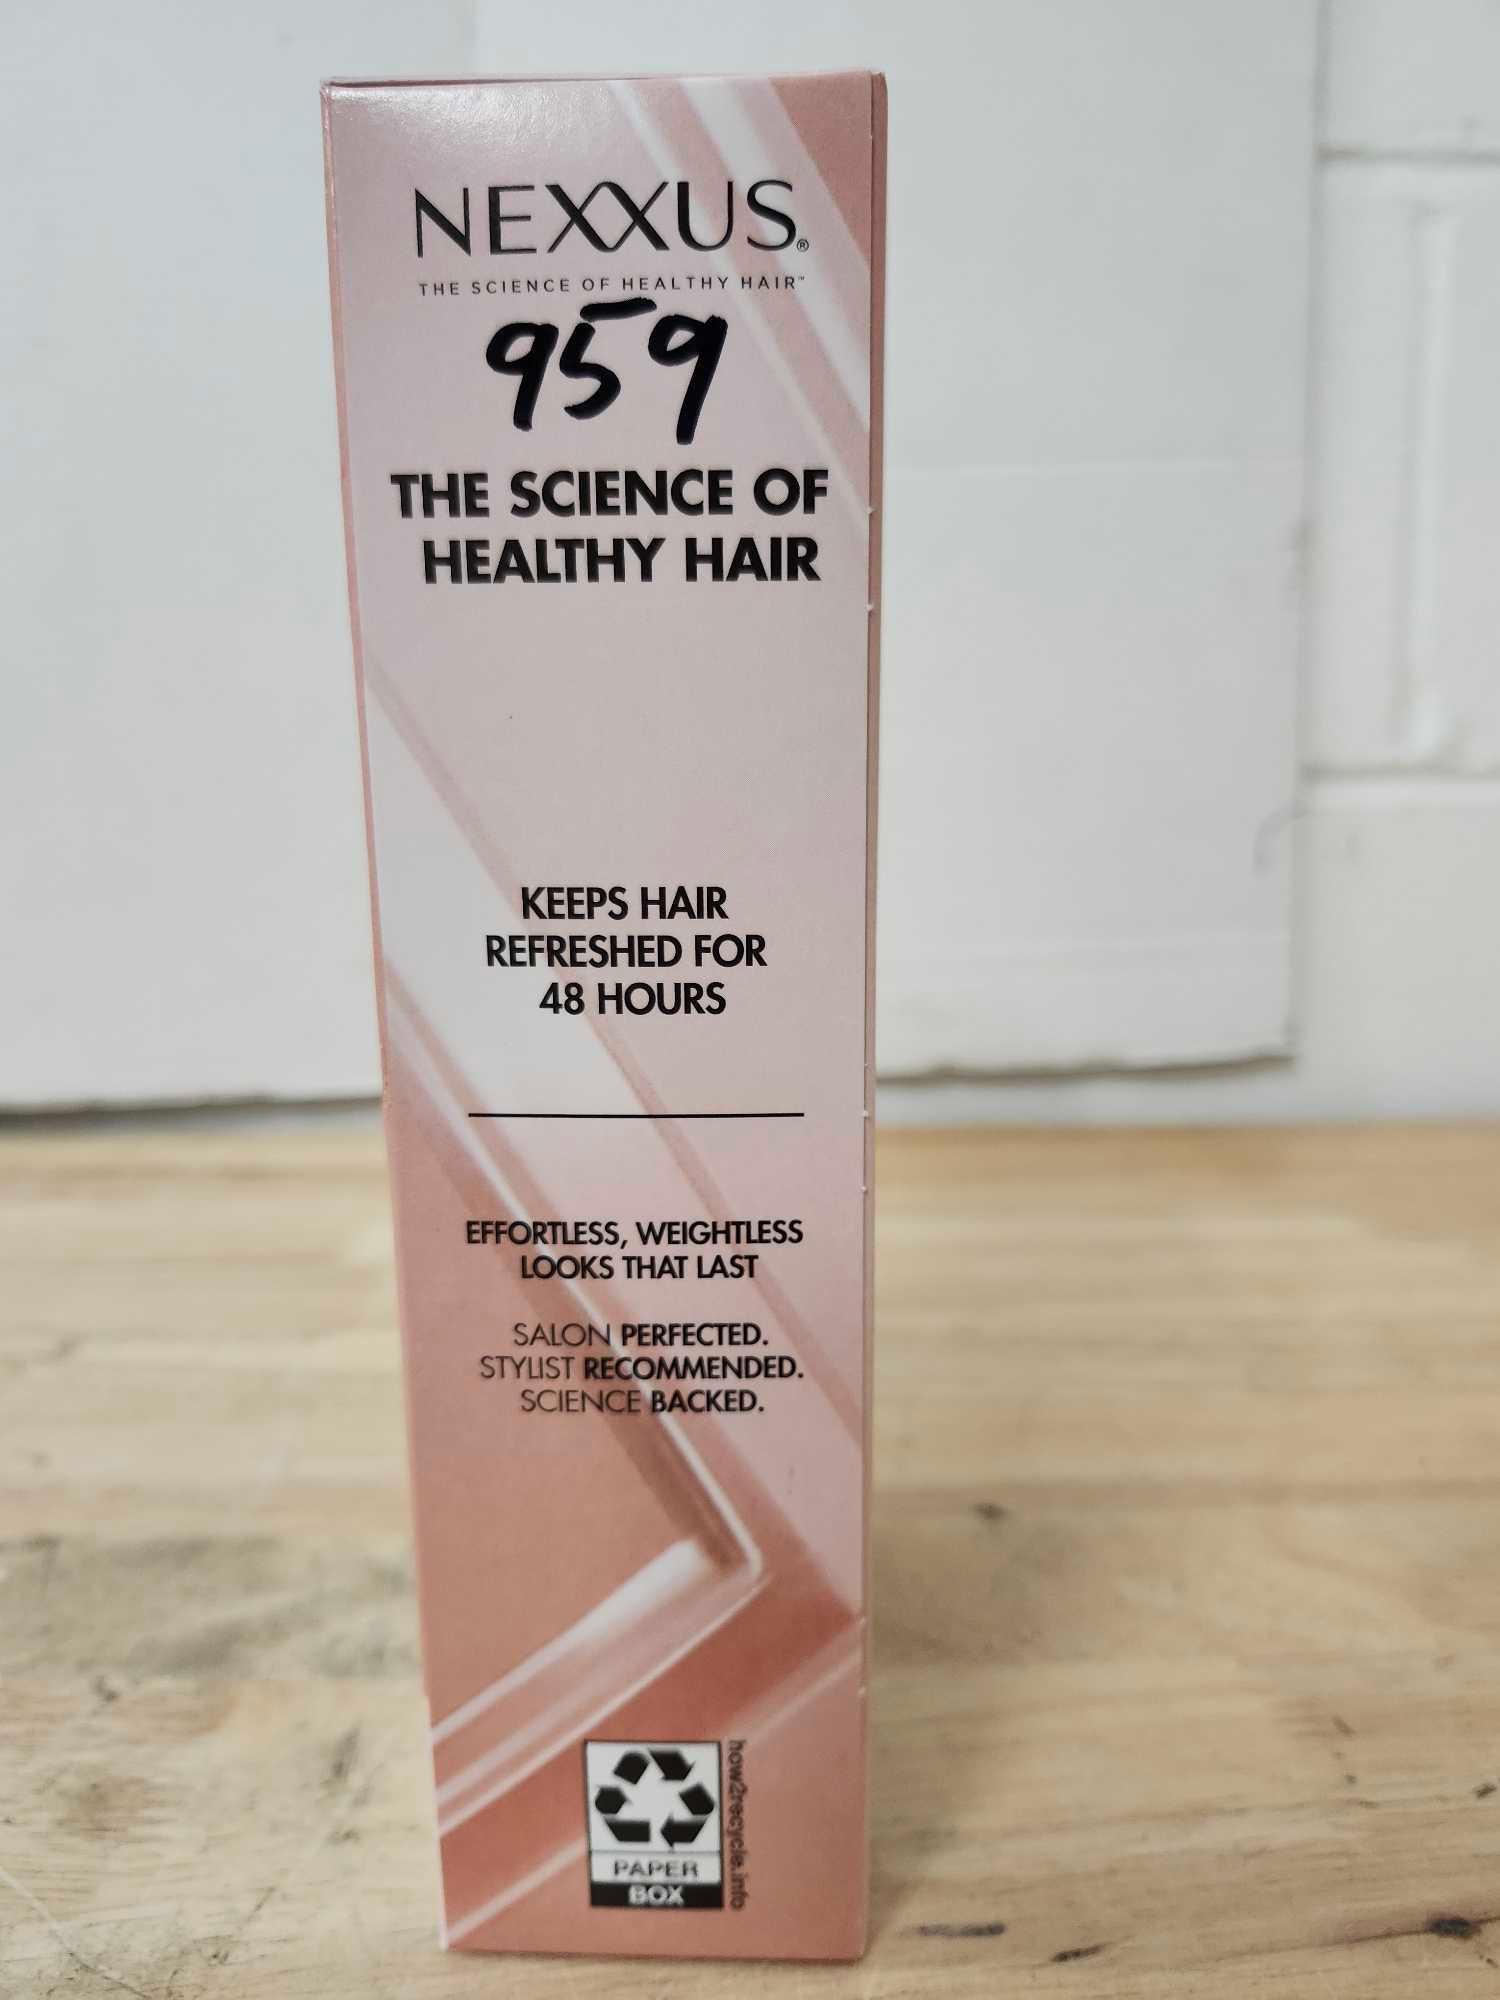 NEXXUS®
THE SCIENCE OF HEALTHY HAIR™
959
THE SCIENCE OF
HEALTHY HAIR
KEEPS HAIR
REFRESHED FOR
48 HOURS
EFFORTLESS, WEIGHTLESS
LOOKS THAT LAST
SALON PERFECTED.
STYLIST RECOMMENDED.
SCIENCE BACKED.
PAPER
BOX
how2recycle.info